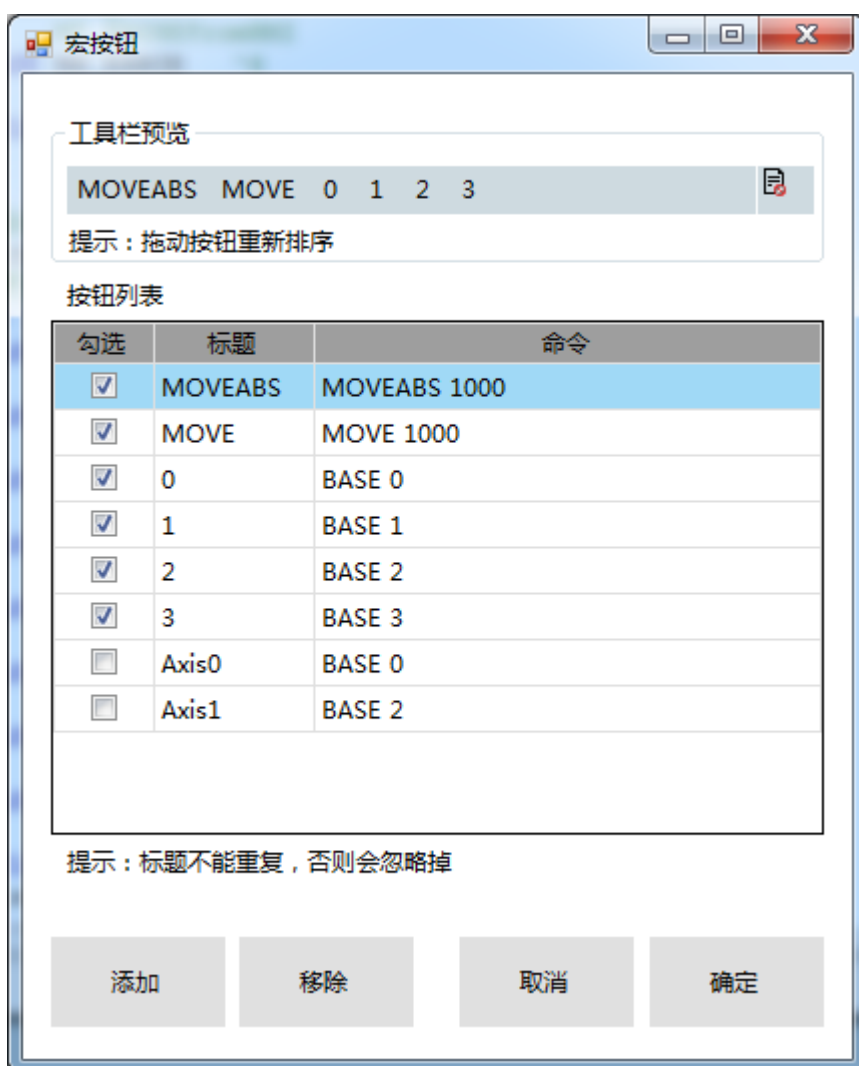 宏按钮
工具栏预览
MOVEABS MOVE 0 1 2 3
提示：拖动按钮重新排序
按钮列表
勾选 标题 命令
MOVEABS MOVEABS 1000
MOVE MOVE 1000
0 BASE 0
1 BASE 1
2 BASE 2
3 BASE 3
Axis0 BASE 0
Axis1 BASE 2
提示：标题不能重复，否则会忽略掉
添加 移除 取消 确定